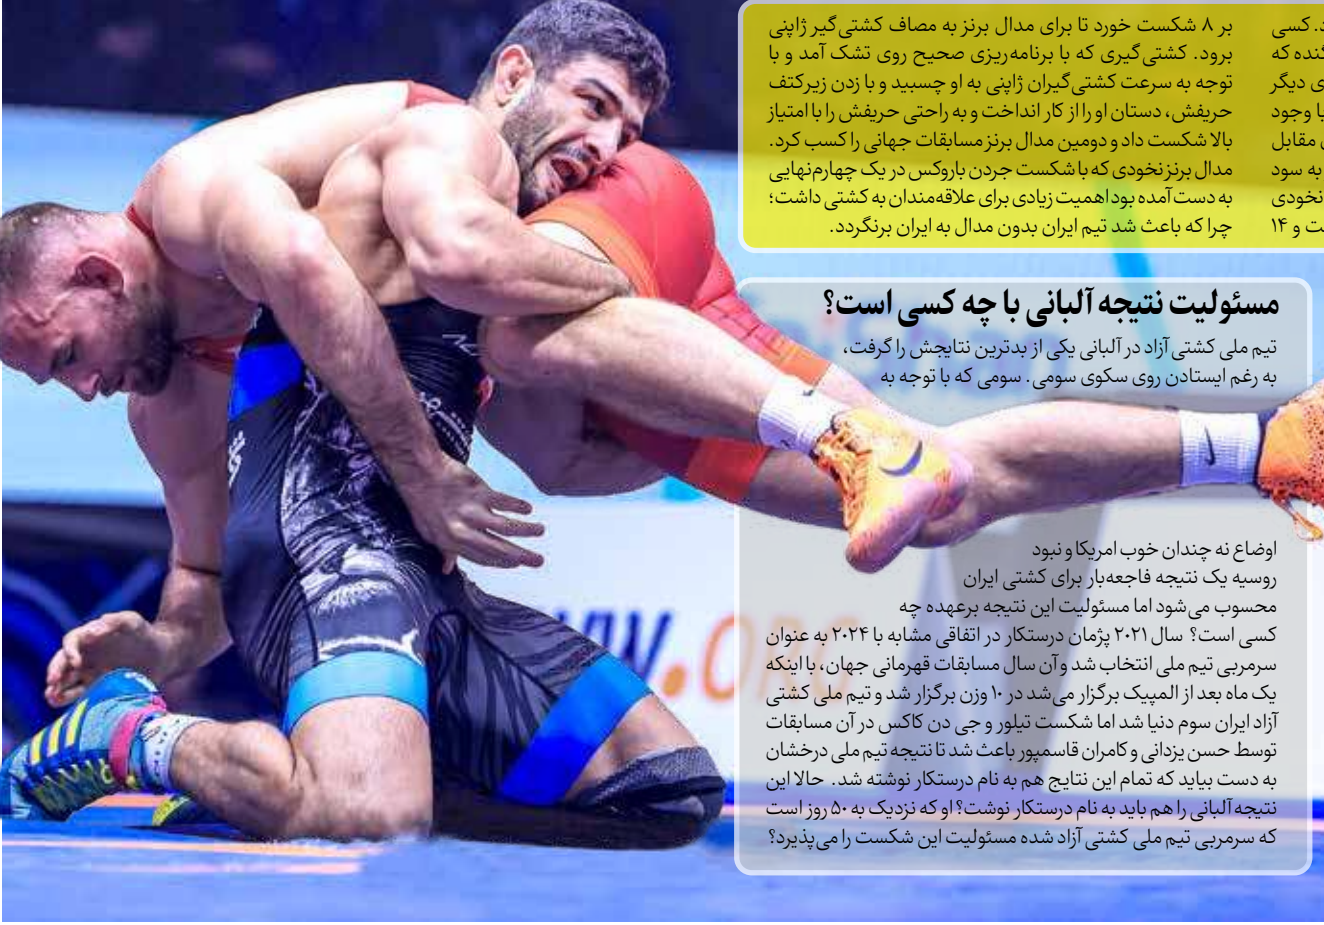 د. کسی
گنده که
ی دیگر
با وجود
مقابل
به سود
نخودی
ت و ۱۴
بر ۸ شکست خورد تا برای مدال برنز به مصاف کشتی‌گیر ژاپنی
برود. کشتی‌گیری که با برنامه‌ریزی صحیح روی تشک آمد و با
توجه به سرعت کشتی‌گیران ژاپنی به او چسبید و با زدن زیرکتف
حریفش، دستان او را از کار انداخت و به راحتی حریفش را با امتیاز
بالا شکست داد و دومین مدال برنز مسابقات جهانی را کسب کرد.
مدال برنز نخودی که با شکست جردن باروکس در یک چهارم‌نهایی
به دست آمده بود اهمیت زیادی برای علاقه‌مندان به کشتی داشت؛
چرا که باعث شد تیم ایران بدون مدال به ایران برنگردد.
مسئولیت نتیجه آلبانی با چه کسی است؟
تیم ملی کشتی آزاد در آلبانی یکی از بدترین نتایجش را گرفت،
به رغم ایستادن روی سکوی سومی. سومی که با توجه به
اوضاع نه چندان خوب امریکا و نبود
روسیه یک نتیجه فاجعه‌بار برای کشتی ایران
محسوب می‌شود اما مسئولیت این نتیجه برعهده چه
کسی است؟ سال ۲۰۲۱ پژمان درستکار در اتفاقی مشابه با ۲۰۲۴ به عنوان
سرمربی تیم ملی انتخاب شد و آن سال مسابقات قهرمانی جهان، با اینکه
یک ماه بعد از المپیک برگزار می‌شد در ۱۰ وزن برگزار شد و تیم ملی کشتی
آزاد ایران سوم دنیا شد اما شکست تیلور و جی دن کاکس در آن مسابقات
توسط حسن یزدانی و کامران قاسمپور باعث شد تا نتیجه تیم ملی درخشان
به دست بیاید که تمام این نتایج هم به نام درستکار نوشته شد. حالا این
نتیجه آلبانی را هم باید به نام درستکار نوشت؟ او که نزدیک به ۵۰ روز است
که سرمربی تیم ملی کشتی آزاد شده مسئولیت این شکست را می‌پذیرد؟
W.ORG